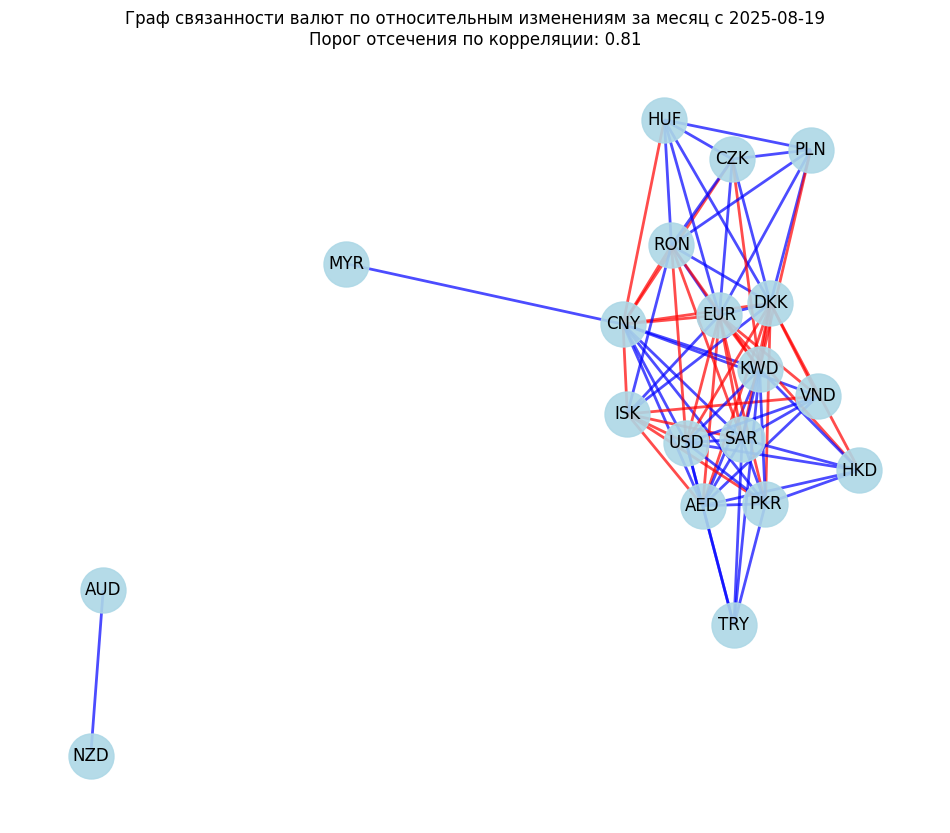 Граф связанности валют по относительным изменениям за месяц с 2025-08-19
Порог отсечения по корреляции: 0.81
HUF
CZK
PLN
RON
MYR
DKK
EUR
CNY
KWD
VND
ISK
USD
SAR
HKD
AED
PKR
AUD
TRY
NZD